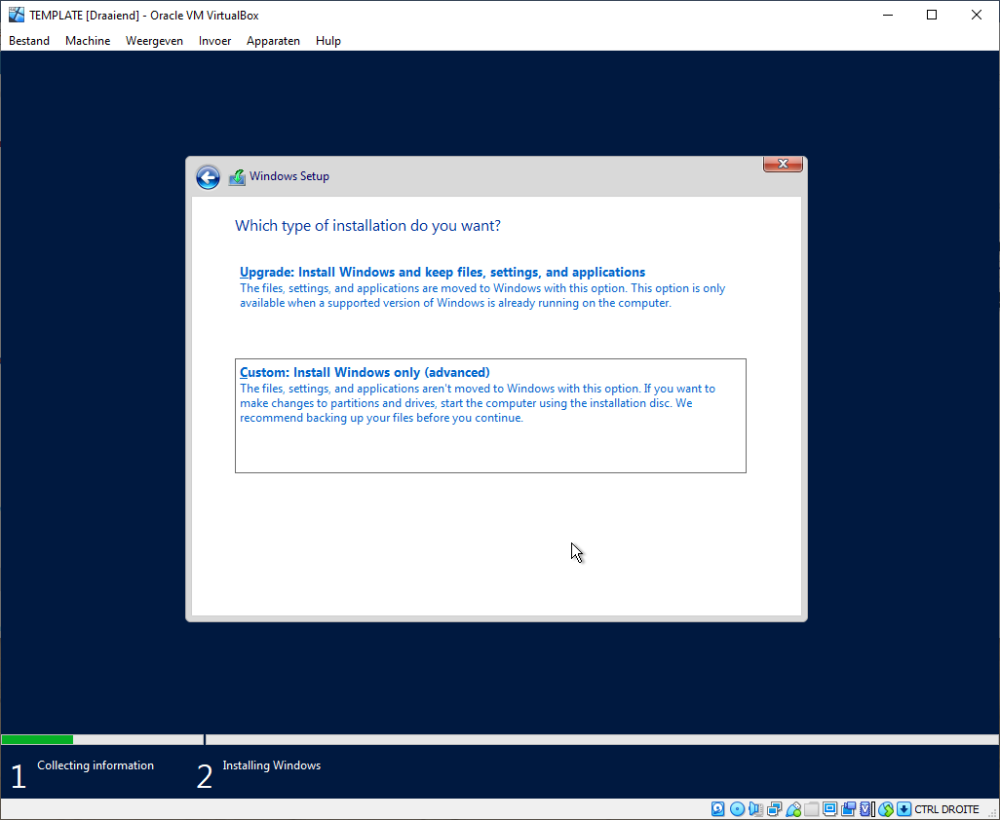 TEMPLATE [Draaiend] - Oracle VM VirtualBox
Bestand Machine Weergeven Invoer Apparaten Hulp
Windows Setup
Which type of installation do you want?
Upgrade: Install Windows and keep files, settings, and applications
The files, settings, and applications are moved to Windows with this option. This option is only
available when a supported version of Windows is already running on the computer.
Custom: Install Windows only (advanced)
The files, settings, and applications aren't moved to Windows with this option. If you want to
make changes to partitions and drives, start the computer using the installation disc. We
recommend backing up your files before you continue.
1 Collecting information 2 Installing Windows
CTRL DROITE